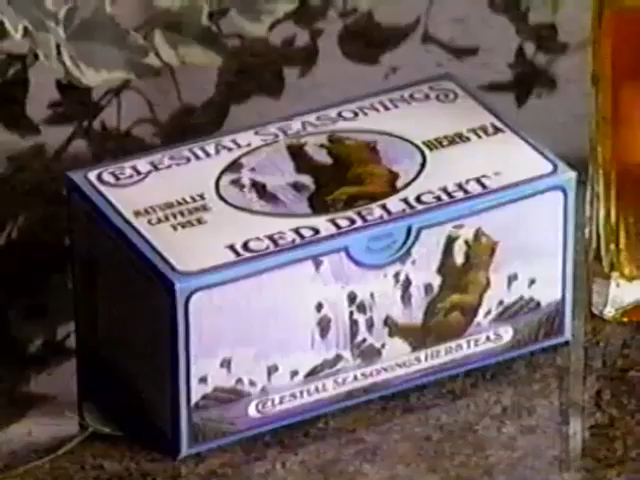 CELESTIAL SEASONINGS
HERB TEA
NATURALLY
CAFFEINE
FREE
ICED DELIGHT
CELESTIAL SEASONINGS HERB TEAS